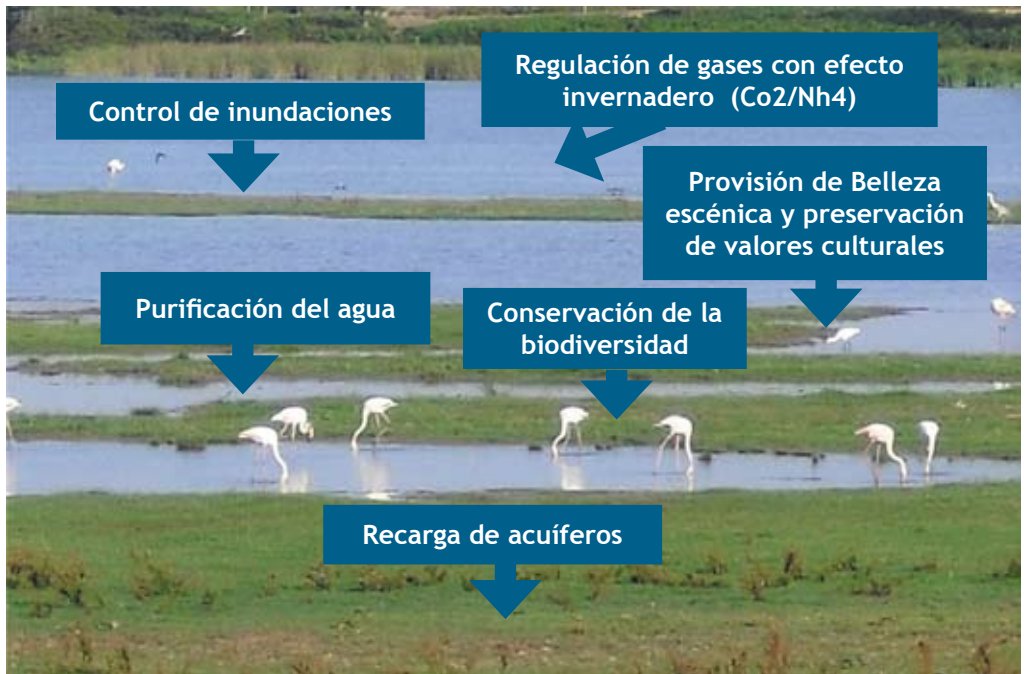 Regulación de gases con efecto
invernadero  (Co2/Nh4)
Control de inundaciones
Provisión de Belleza
escénica y preservación
de valores culturales
Purificación del agua
Conservación de la
biodiversidad
Recarga de acuíferos